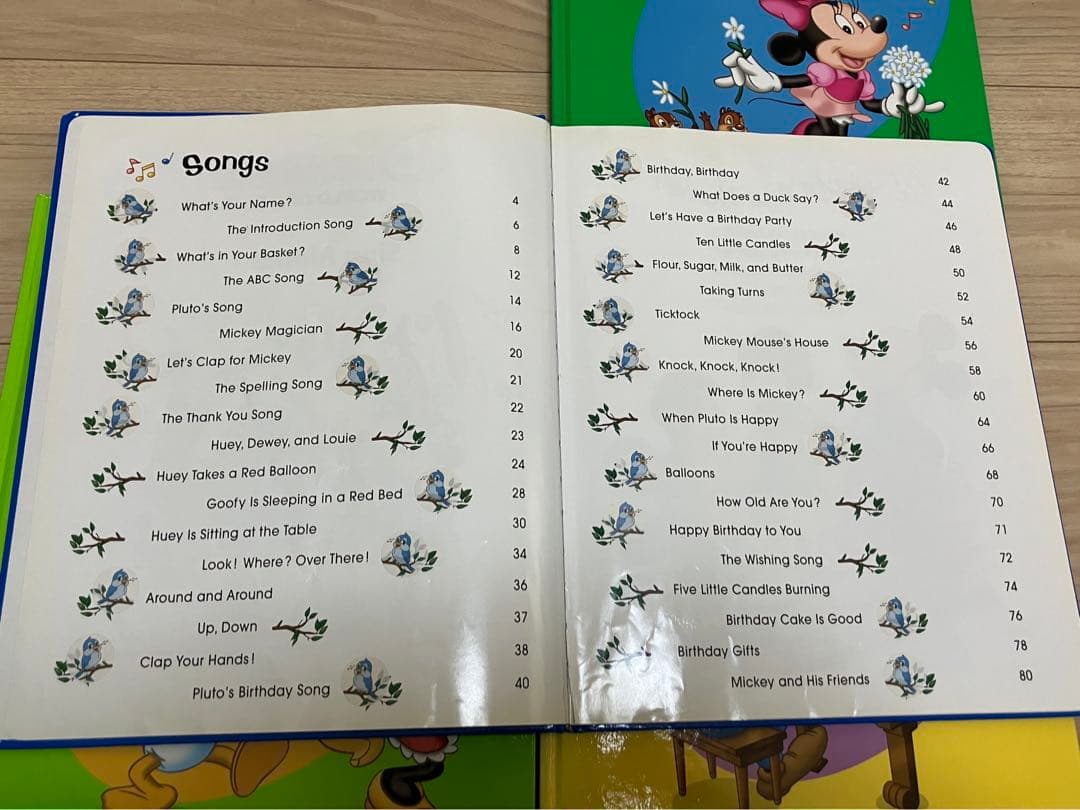 Songs
What's Your Name? 4
The Introduction Song 6
What's in Your Basket? 8
The ABC Song 12
Pluto's Song 14
Mickey Magician 16
Let's Clap for Mickey 20
The Spelling Song 21
The Thank You Song 22
Huey, Dewey, and Louie 23
Huey Takes a Red Balloon 24
Goofy Is Sleeping in a Red Bed 28
Huey Is Sitting at the Table 30
Look! Where? Over There! 34
Around and Around 36
Up, Down 37
Clap Your Hands! 38
Pluto's Birthday Song 40
Birthday, Birthday 42
What Does a Duck Say? 44
Let's Have a Birthday Party 46
Ten Little Candles 48
Flour, Sugar, Milk, and Butter 50
Taking Turns 52
Ticktock 54
Mickey Mouse's House 56
Knock, Knock, Knock! 58
Where Is Mickey? 60
When Pluto Is Happy 64
If You're Happy 66
Balloons 68
How Old Are You? 70
Happy Birthday to You 71
The Wishing Song 72
Five Little Candles Burning 74
Birthday Cake Is Good 76
Birthday Gifts 78
Mickey and His Friends 80